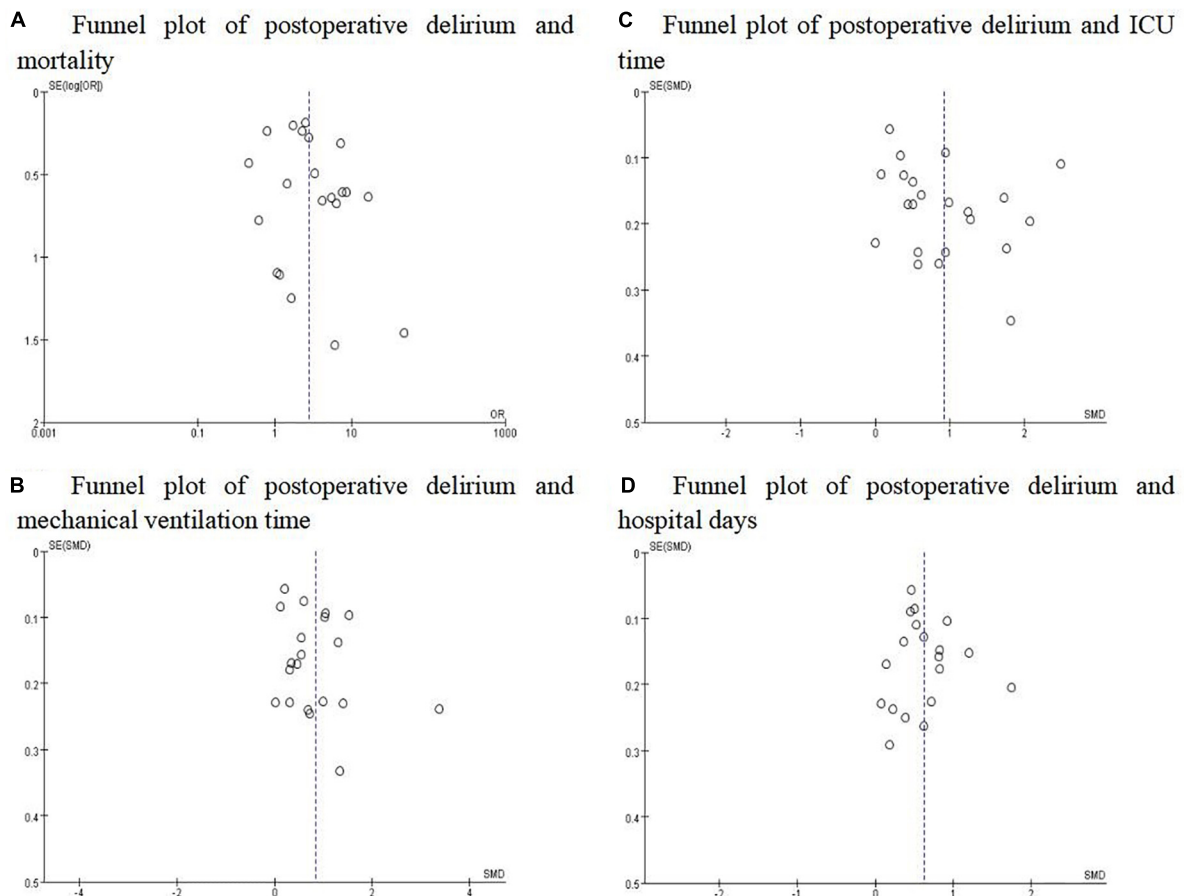 A Funnel plot of postoperative delirium and
mortality
SE(log[OR])
0
0.5
1
1.5
2
0.001
0.1
1
10
1000
OR
C Funnel plot of postoperative delirium and ICU
time
SE(SMD)
0
0.1
0.2
0.3
0.4
0.5
-2
-1
0
1
2
SMD
B Funnel plot of postoperative delirium and
mechanical ventilation time
SE(SMD)
0
0.1
0.2
0.3
0.4
0.5
-4
-2
0
2
4
SMD
D Funnel plot of postoperative delirium and
hospital days
SE(SMD)
0
0.1
0.2
0.3
0.4
0.5
-2
-1
0
1
2
SMD